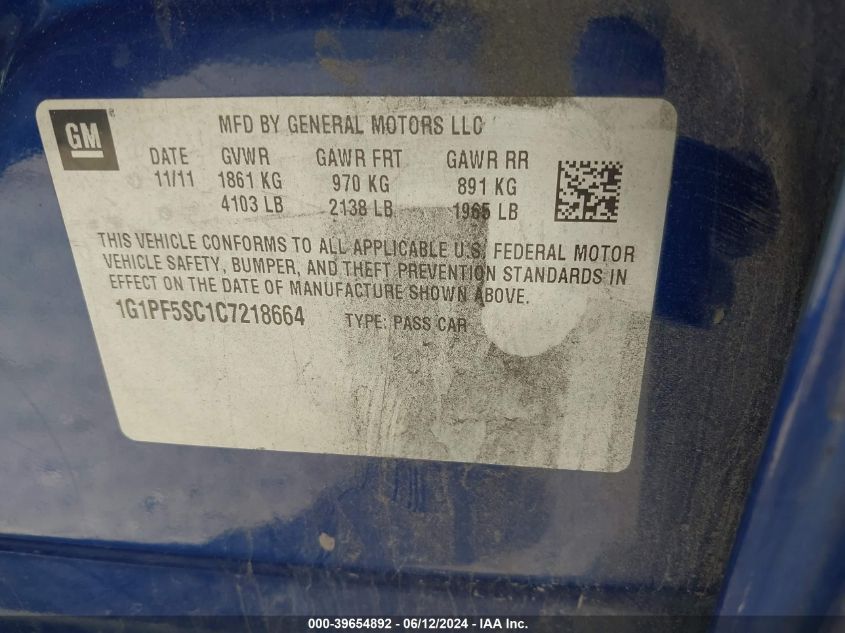 GM®
MFD BY GENERAL MOTORS LLC
DATE GVWR GAWR FRT GAWR RR
11/11 1861 KG 970 KG 891 KG
4103 LB 2138 LB 1965 LB
THIS VEHICLE CONFORMS TO ALL APPLICABLE U.S. FEDERAL MOTOR
VEHICLE SAFETY, BUMPER, AND THEFT PREVENTION STANDARDS IN
EFFECT ON THE DATE OF MANUFACTURE SHOWN ABOVE.
1G1PF5SC1C7218664 TYPE: PASS CAR
000-39654892 - 06/12/2024 - IAA Inc.